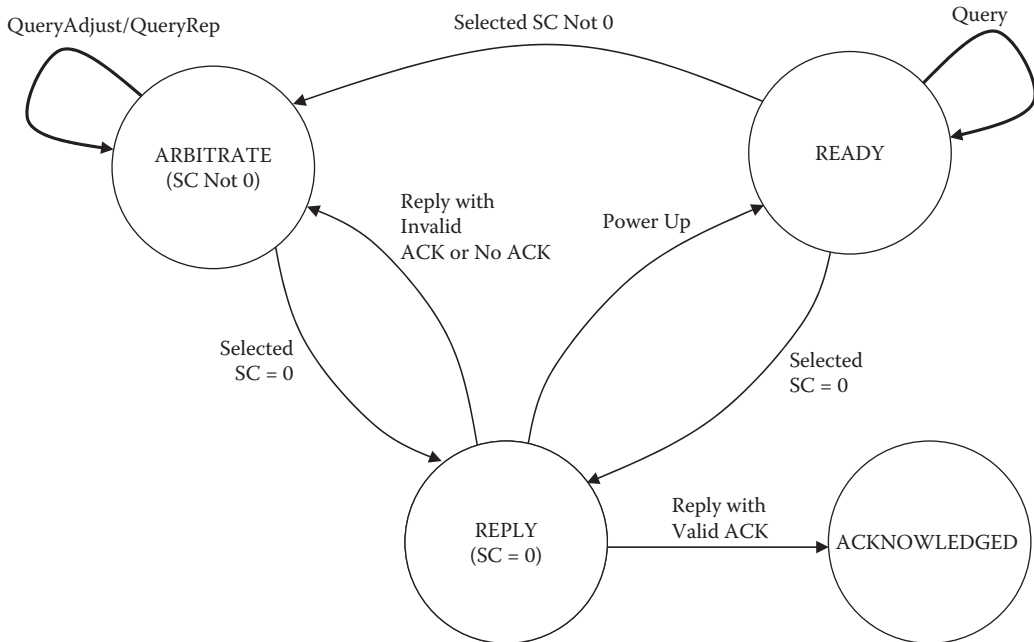 QueryAdjust/QueryRep
Selected SC Not 0
Query
ARBITRATE
(SC Not 0)
READY
Reply with
Invalid
ACK or No ACK
Power Up
Selected
SC = 0
Selected
SC = 0
REPLY
(SC = 0)
Reply with
Valid ACK
ACKNOWLEDGED